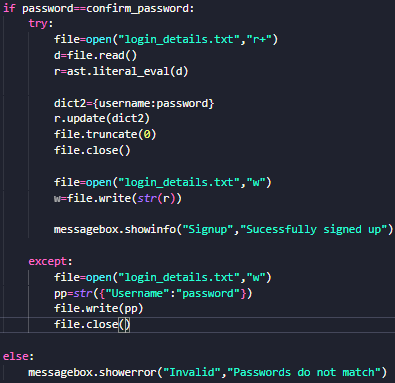 if password==confirm_password:
    try:
        file=open("login_details.txt","r+")
        d=file.read()
        r=ast.literal_eval(d)

        dict2={username:password}
        r.update(dict2)
        file.truncate(0)
        file.close()

        file=open("login_details.txt","w")
        w=file.write(str(r))

        messagebox.showinfo("Signup","Sucessfully signed up")

    except:
        file=open("login_details.txt","w")
        pp=str({"Username":"password"})
        file.write(pp)
        file.close()

else:
    messagebox.showerror("Invalid","Passwords do not match")